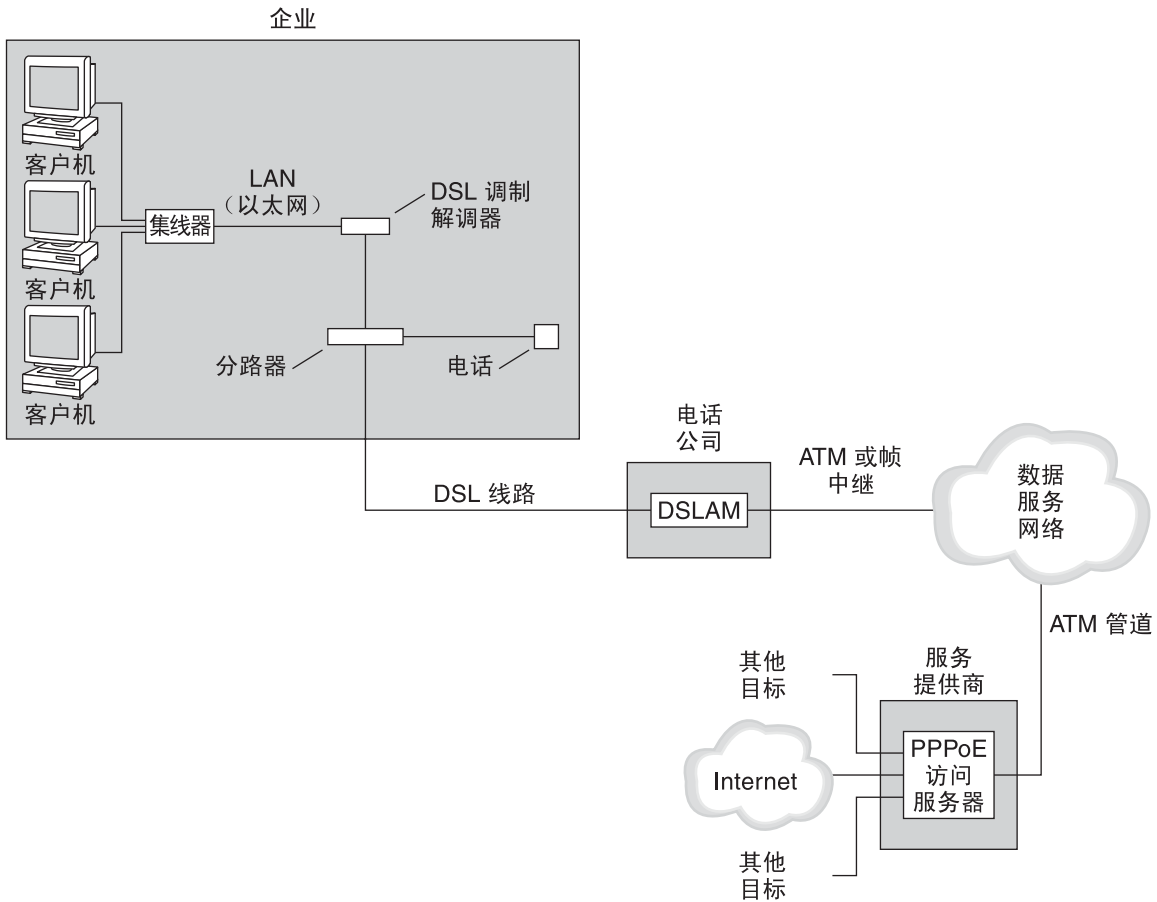 企业
客户机
客户机
客户机
集线器
LAN
（以太网）
DSL 调制
解调器
分路器
电话
DSL 线路
电话
公司
DSLAM
ATM 或帧
中继
数据
服务
网络
ATM 管道
服务
提供商
PPPoE
访问
服务器
其他
目标
Internet
其他
目标